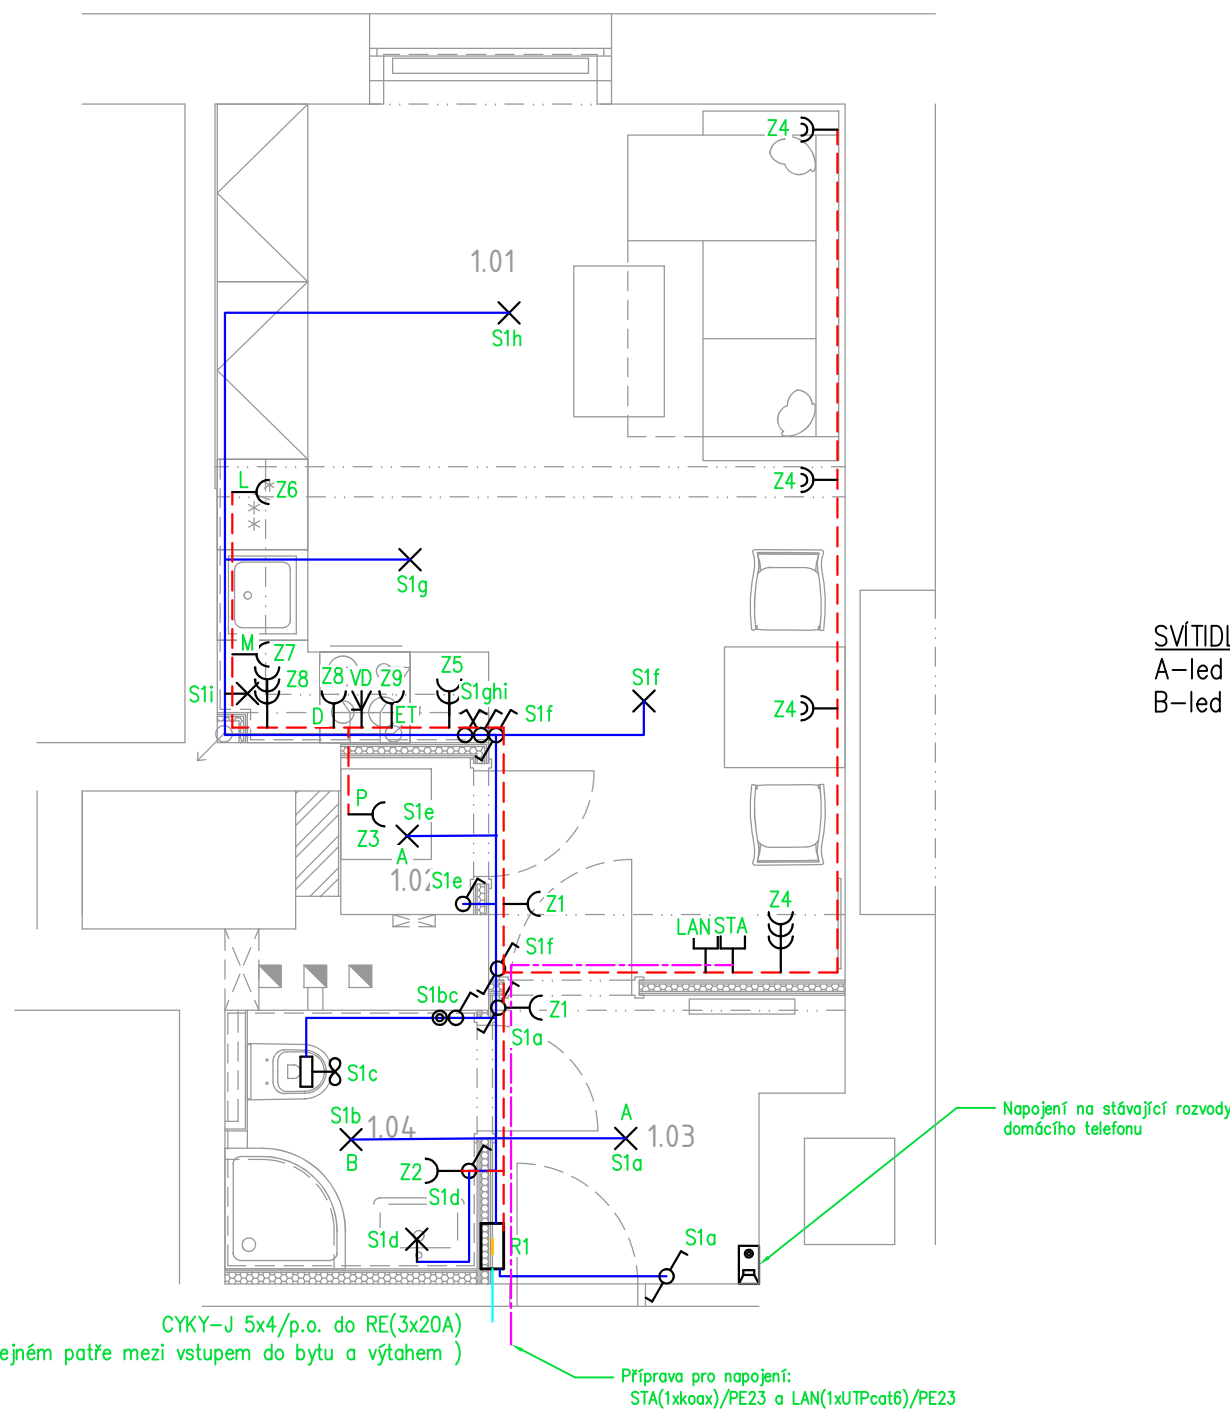 Z4
1.01
S1h
L
Z6
Z4
S1g
SVÍTIDL
A-led
B-led
M
Z7
Z8
S1i
Z8
VD
Z9
Z5
D
ET
S1ghi
S1f
S1f
Z4
P
Z3
S1e
A
1.02
S1e
Z1
Z4
LAN
STA
S1f
S1bc
Z1
S1a
S1c
S1b
1.04
B
A
1.03
S1a
Napojení na stávající rozvody
domácího telefonu
Z2
S1d
S1d
R1
S1a
CYKY-J 5x4/p.o. do RE(3x20A)
ejném patře mezi vstupem do bytu a výtahem )
Příprava pro napojení:
STA(1xkoax)/PE23 a LAN(1xUTPcat6)/PE23